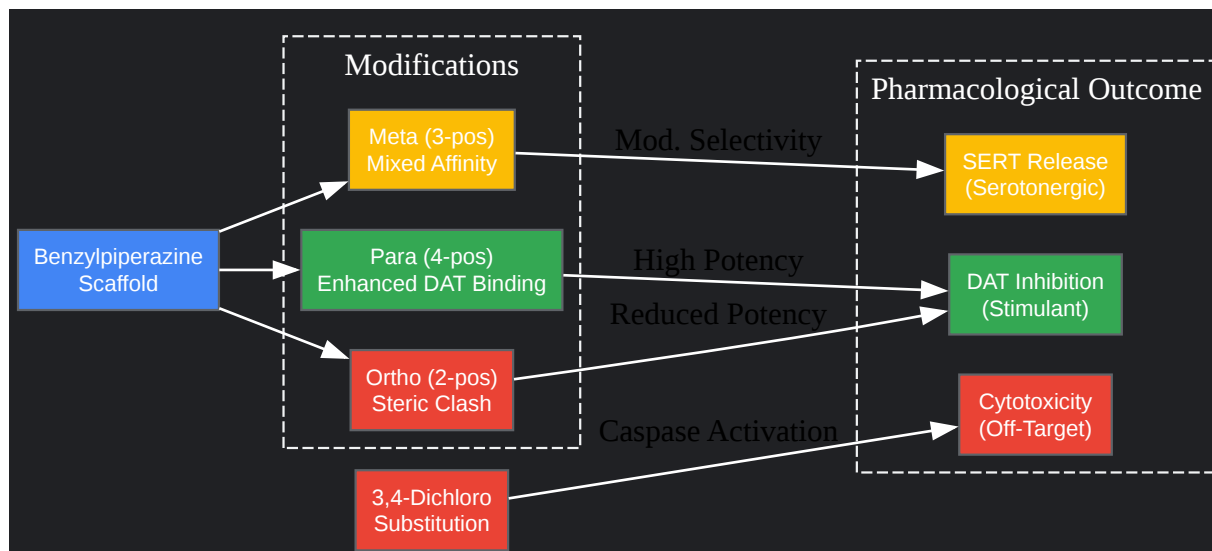 Modifications
Pharmacological Outcome
Meta (3-pos)
Mixed Affinity
Mod. Selectivity
SERT Release
(Serotonergic)
Benzylpiperazine
Scaffold
Para (4-pos)
Enhanced DAT Binding
High Potency
DAT Inhibition
(Stimulant)
Reduced Potency
Ortho (2-pos)
Steric Clash
Caspase Activation
Cytotoxicity
(Off-Target)
3,4-Dichloro
Substitution